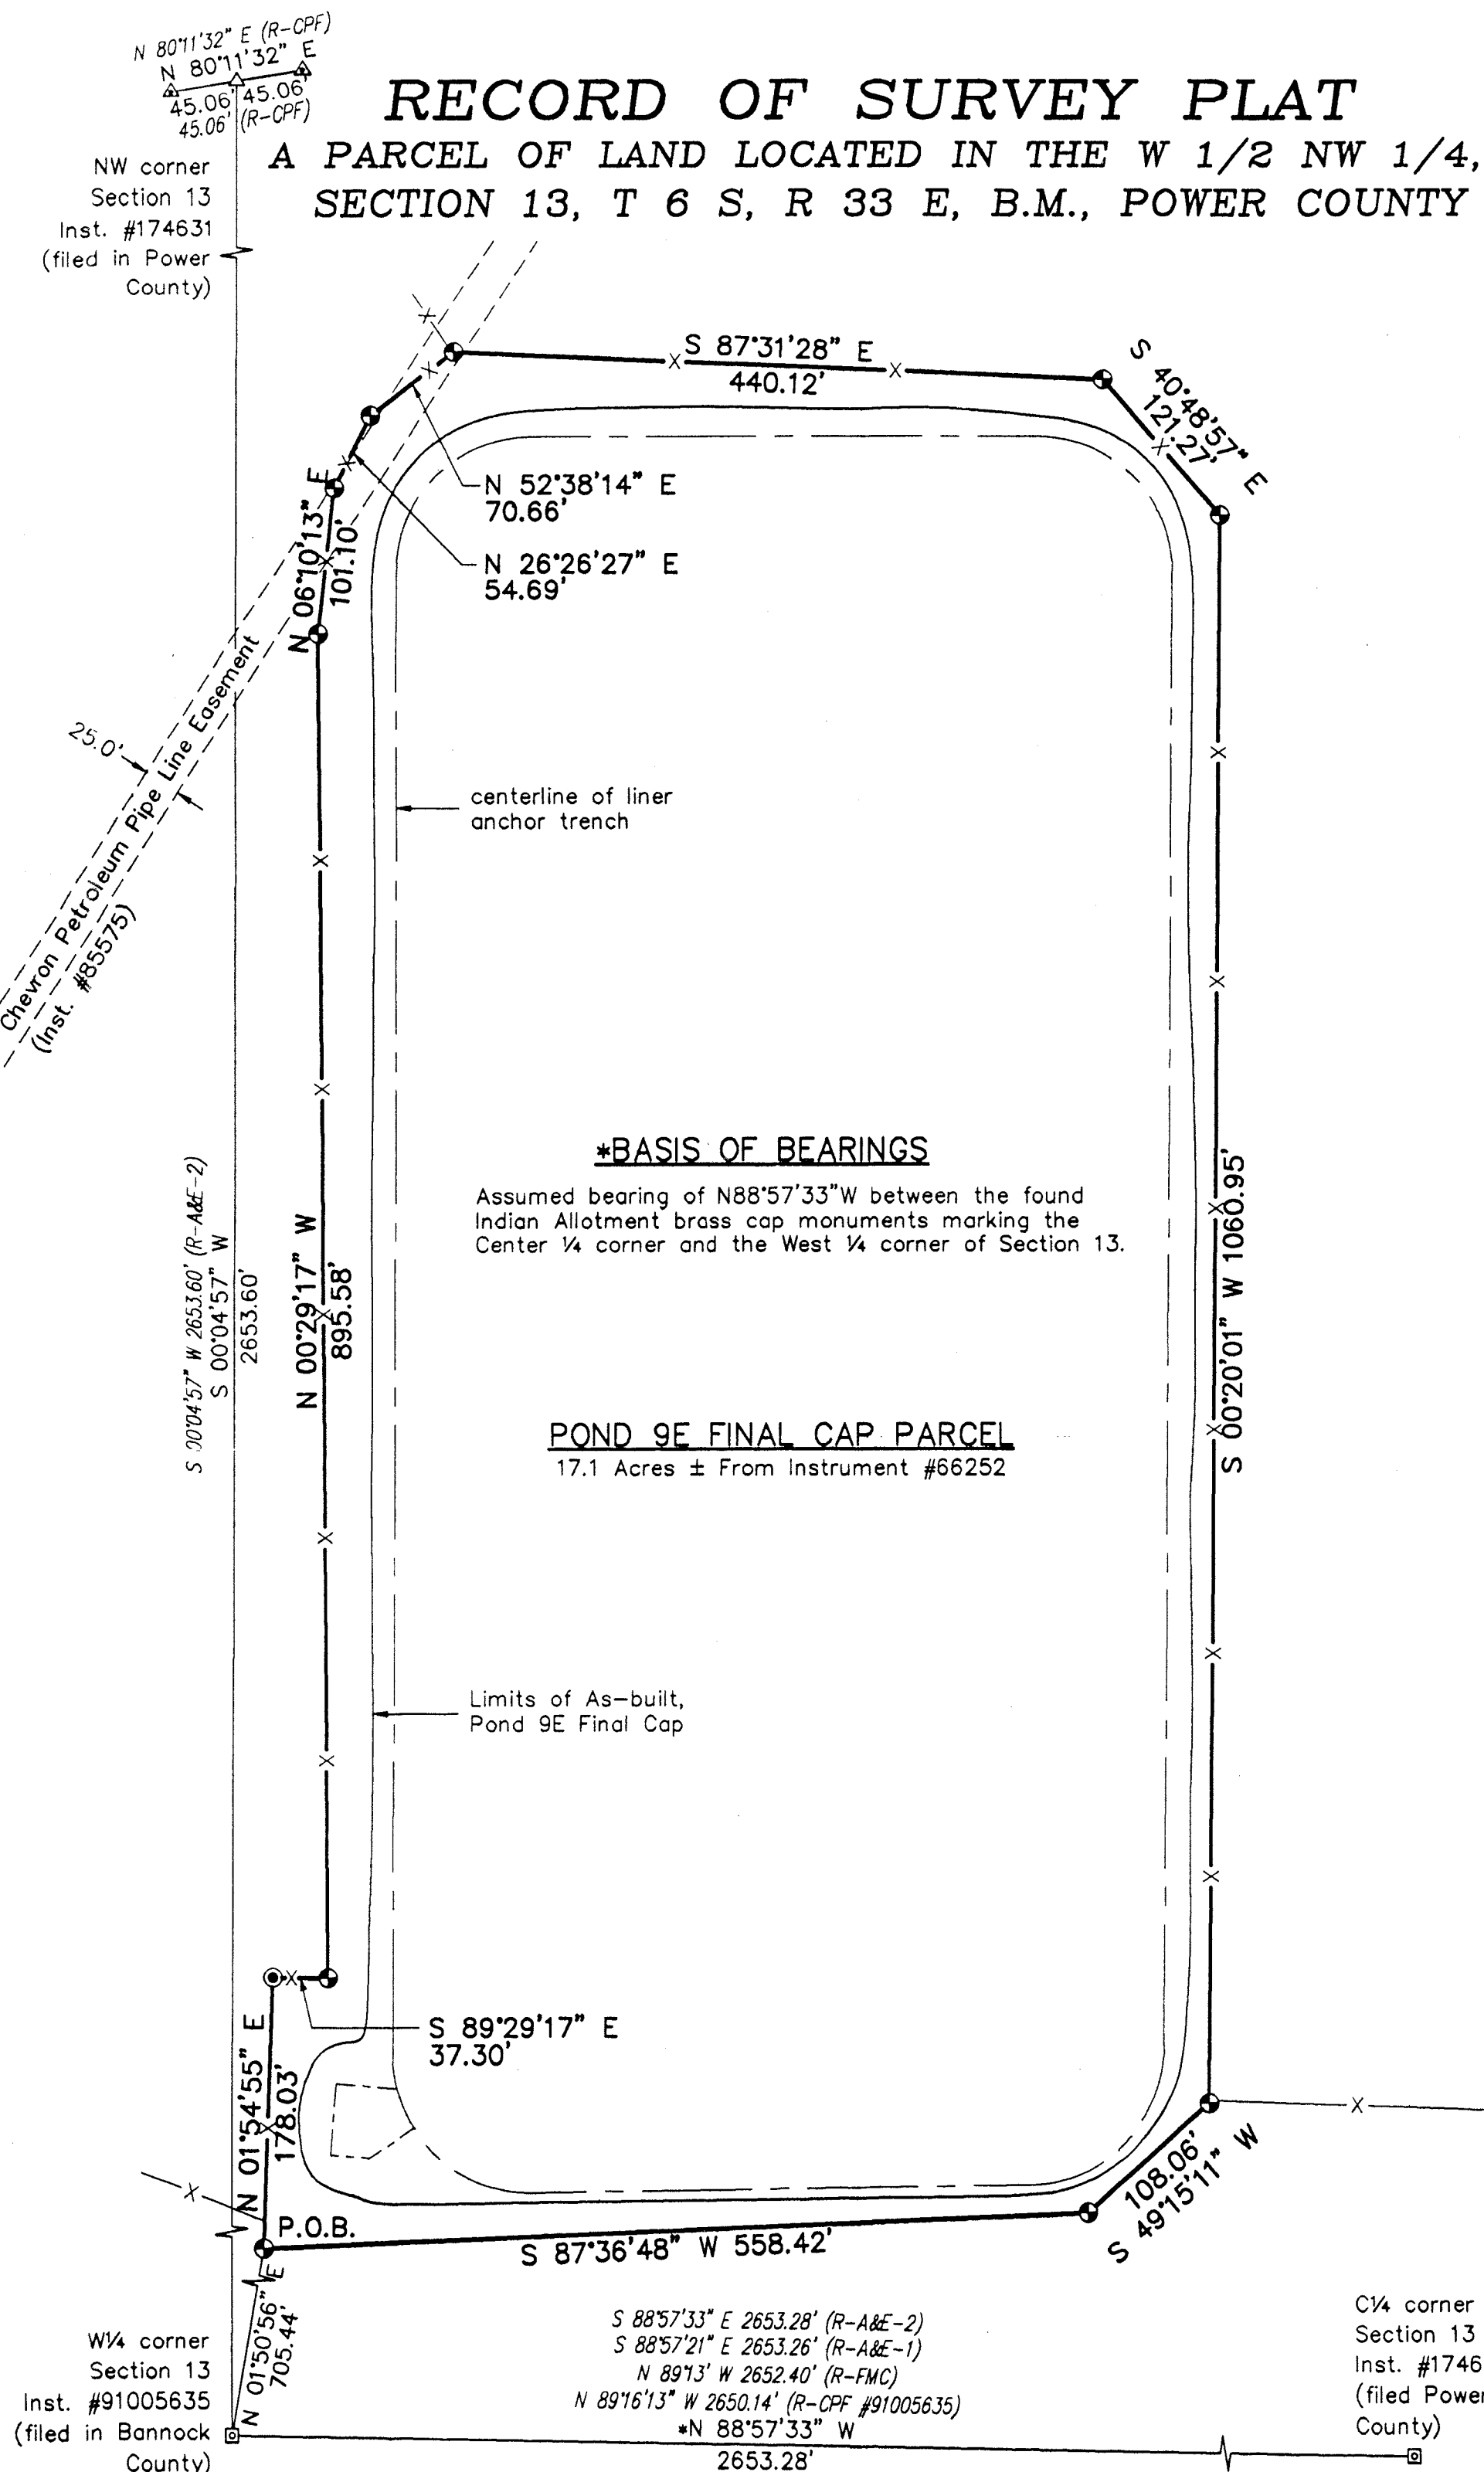 N 80°11'32" E (R-CPF)
N 80°11'32" E
45.06' 45.06'
45.06' (R-CPF)
RECORD OF SURVEY PLAT
A PARCEL OF LAND LOCATED IN THE W 1/2 NW 1/4,
SECTION 13, T 6 S, R 33 E, B.M., POWER COUNTY
NW corner
Section 13
Inst. #174631
(filed in Power
County)
S 87°31'28" E
440.12'
S 40°48'57" E
121.27'
N 52°38'14" E
70.66'
N 26°26'27" E
54.69'
N 06°10'13" E
101.10'
25.0'
Chevron Petroleum Pipe Line Easement
(Inst. #85575)
centerline of liner
anchor trench
*BASIS OF BEARINGS
Assumed bearing of N88°57'33"W between the found
Indian Allotment brass cap monuments marking the
Center ¼ corner and the West ¼ corner of Section 13.
S 00°04'57" W 2653.60' (R-A&E-2)
S 00°04'57" W
2653.60'
N 00°29'17" W
895.58'
S 00°20'01" W 1060.95'
POND 9E FINAL CAP PARCEL
17.1 Acres ± From Instrument #66252
Limits of As-built,
Pond 9E Final Cap
S 89°29'17" E
37.30'
N 01°54'55" E
178.03'
P.O.B.
S 87°36'48" W 558.42'
108.06'
S 49°15'11" W
N 01°50'56" E
705.44'
W¼ corner
Section 13
Inst. #91005635
(filed in Bannock
County)
S 88°57'33" E 2653.28' (R-A&E-2)
S 88°57'21" E 2653.26' (R-A&E-1)
N 89°13' W 2652.40' (R-FMC)
N 89°16'13" W 2650.14' (R-CPF #91005635)
*N 88°57'33" W
2653.28'
C¼ corner
Section 13
Inst. #1746
(filed Power
County)